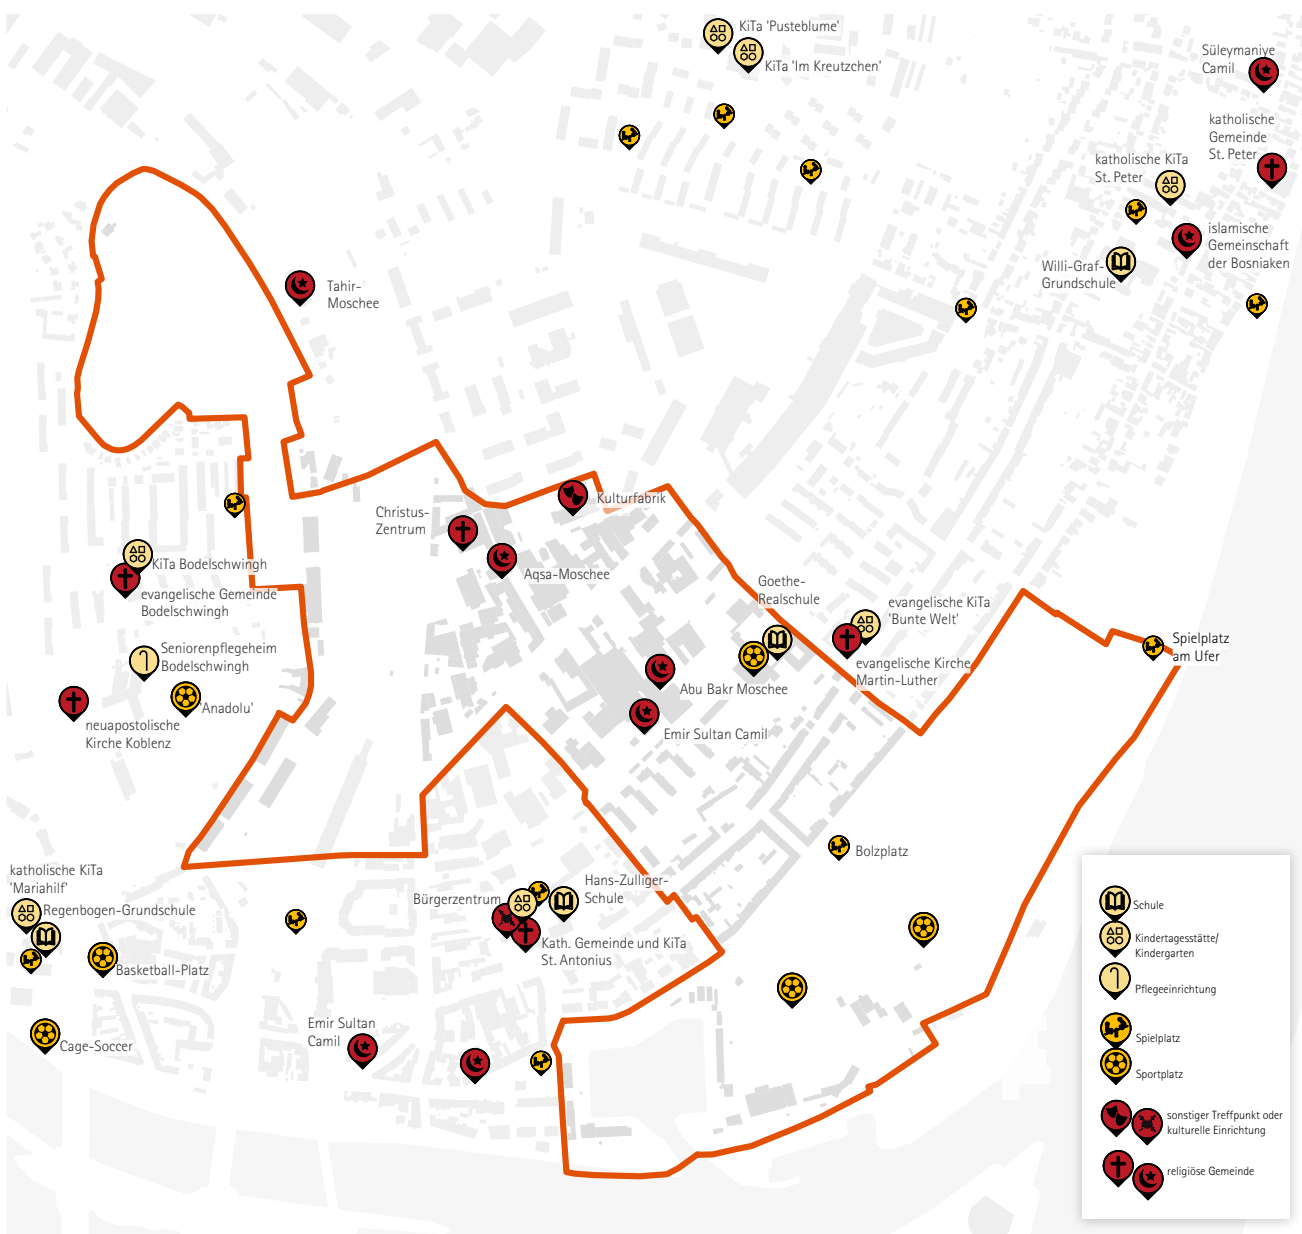 KiTa 'Pusteblume'
KiTa 'Im Kreutzchen'
Süleymaniye
Camil
katholische
Gemeinde
St. Peter
katholische KiTa
St. Peter
islamische
Gemeinschaft
der Bosniaken
Willi-Graf-
Grundschule
Tahir-
Moschee
Kulturfabrik
Christus-
Zentrum
Aqsa-Moschee
KiTa Bodelschwingh
evangelische Gemeinde
Bodelschwingh
Goethe-
Realschule
evangelische KiTa
'Bunte Welt'
evangelische Kirche
Martin-Luther
Spielplatz
am Ufer
Seniorenpflegeheim
Bodelschwingh
'Anadolu'
neuapostolische
Kirche Koblenz
Abu Bakr Moschee
Emir Sultan Camil
Bolzplatz
katholische KiTa
'Mariahilf'
Regenbogen-Grundschule
Basketball-Platz
Cage-Soccer
Bürgerzentrum
Hans-Zulliger-
Schule
Kath. Gemeinde und KiTa
St. Antonius
Emir Sultan
Camil
Schule
Kindertagesstätte/
Kindergarten
Pflegeeinrichtung
Spielplatz
Sportplatz
sonstiger Treffpunkt oder
kulturelle Einrichtung
religiöse Gemeinde